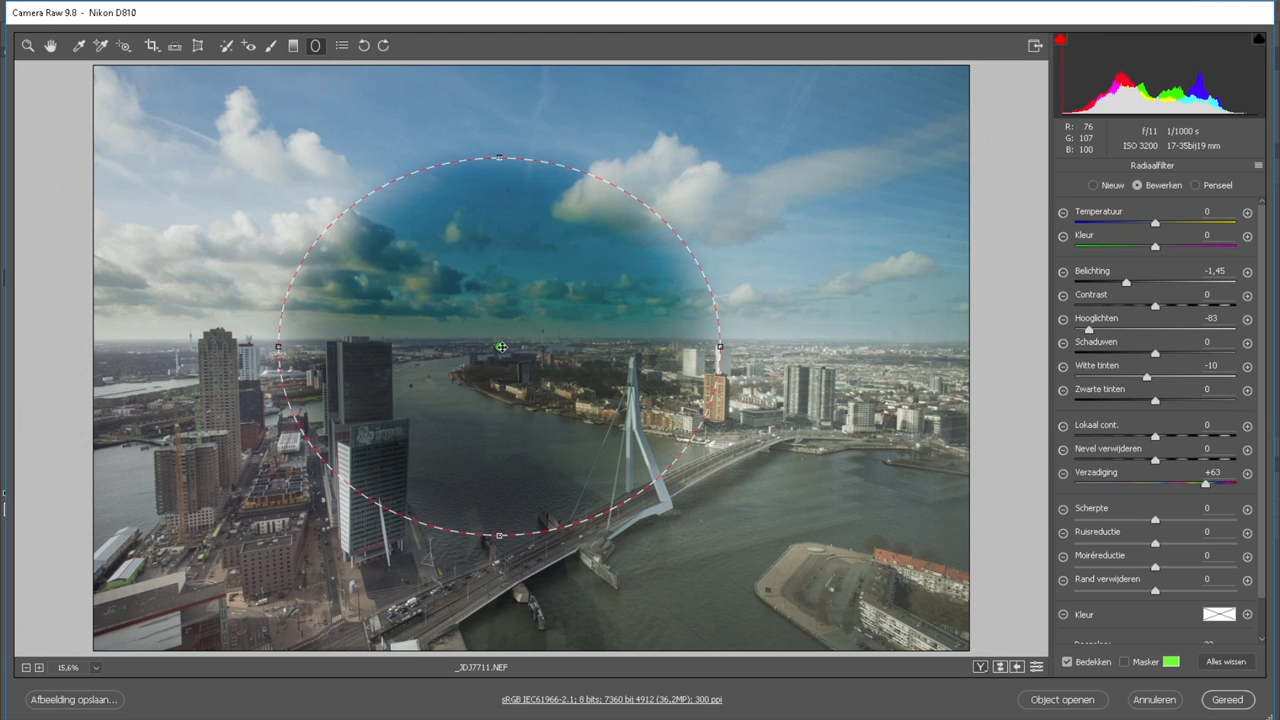 Camera Raw 9.8 - Nikon D810
R: 76
G: 107
B: 100
f/11 1/1000 s
ISO 3200 17-35bij19 mm
Radiaalfilter
Nieuw Bewerken Penseel
Temperatuur 0
Kleur 0
Belichting -1,45
Contrast 0
Hooglichten -83
Schaduwen 0
Witte tinten -10
Zwarte tinten 0
Lokaal cont. 0
Nevel verwijderen 0
Verzadiging +63
Scherpte 0
Ruisreductie 0
Moiréreductie 0
Rand verwijderen 0
Kleur
Bedekken Masker Alles wissen
15,6% _JDJ7711.NEF Y
Afbeelding opslaan... sRGB IEC61966-2.1; 8 bits; 7360 bij 4912 (36,2MP); 300 ppi Object openen Annuleren Gereed